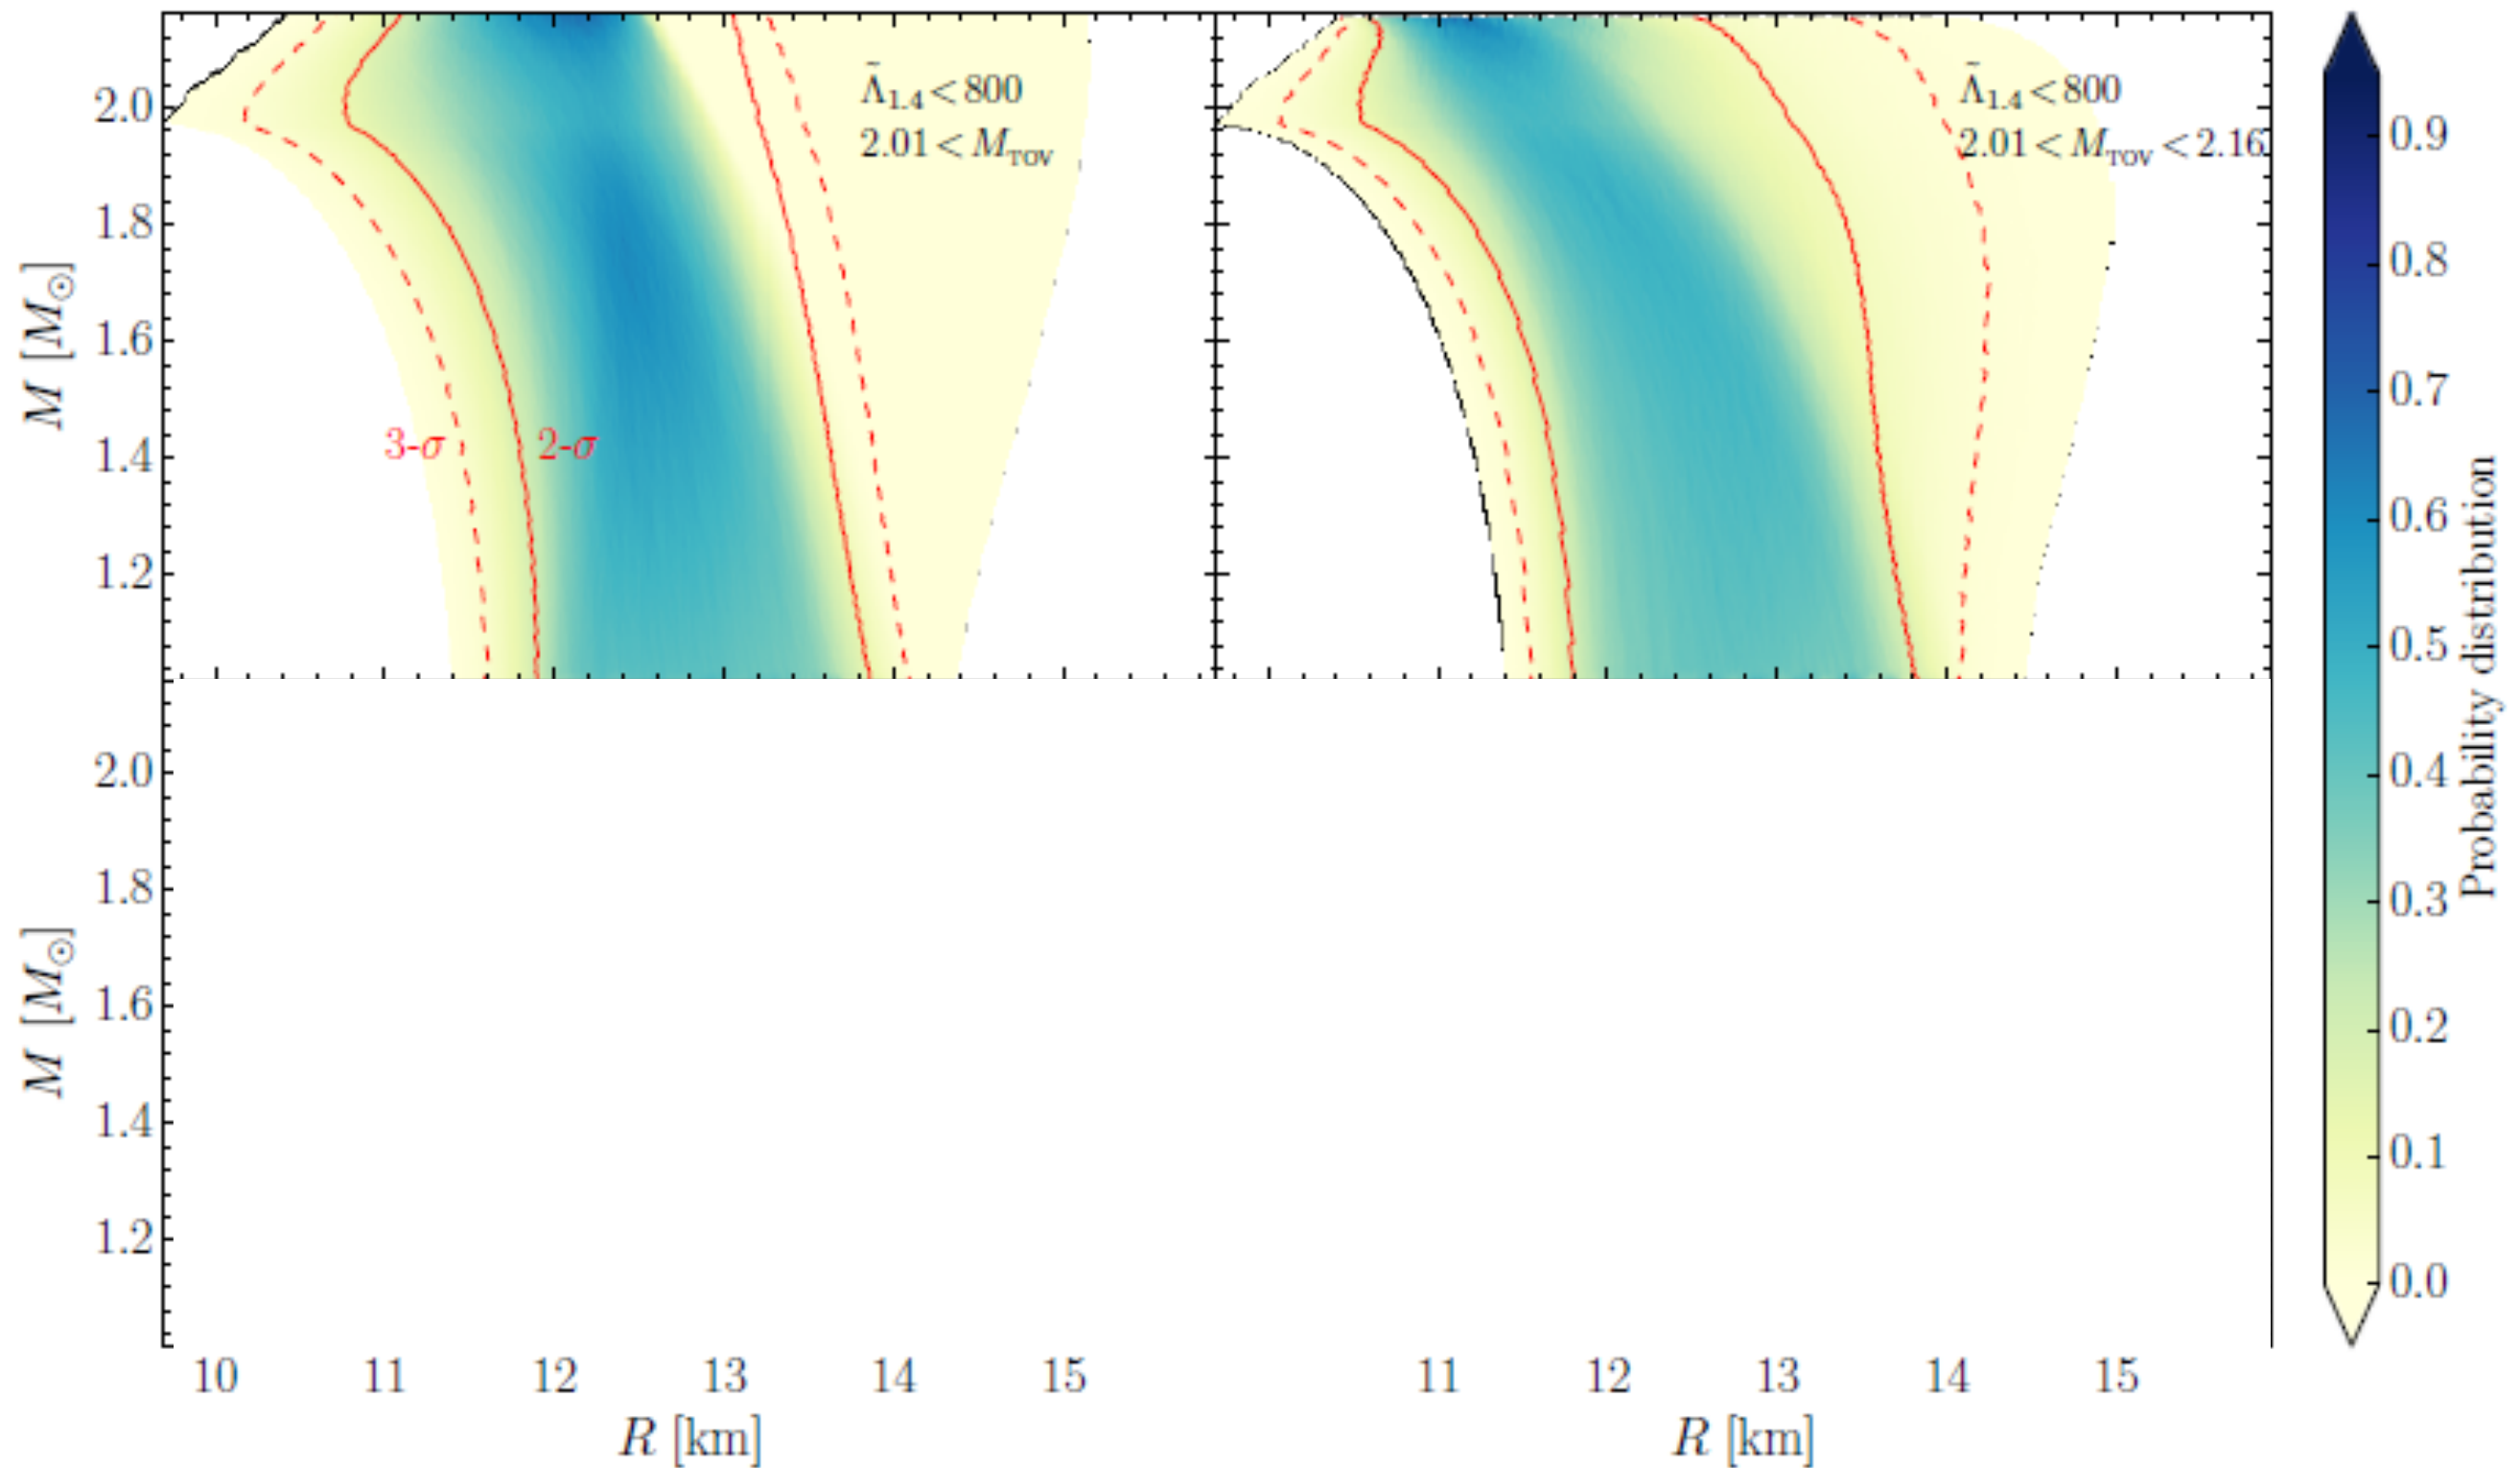 M [M⊙]
2.0
1.8
1.6
1.4
1.2
3-σ
2-σ
Λ̃₁.₄<800
2.01<M_TOV
Λ̃₁.₄<800
2.01<M_TOV<2.16
M [M⊙]
2.0
1.8
1.6
1.4
1.2
10 11 12 13 14 15
R [km]
11 12 13 14 15
R [km]
0.9
0.8
0.7
0.6
0.5
0.4
0.3
0.2
0.1
0.0
Probability distribution